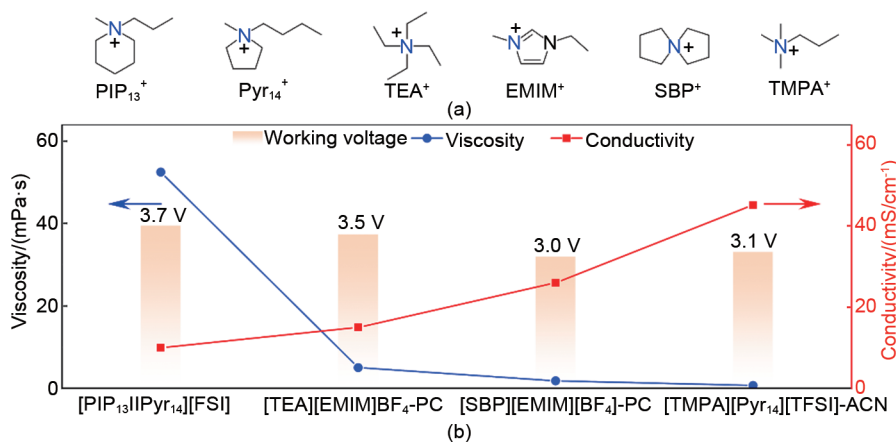 N
+
N
+
+
N
+
N
N
N
+
N
+
PIP₁₃⁺ Pyr₁₄⁺ TEA⁺ EMIM⁺ SBP⁺ TMPA⁺
(a)
Working voltage Viscosity Conductivity
Viscosity/(mPa·s)
60
40
20
0
3.7 V
3.5 V
3.0 V
3.1 V
60
40
20
0
Conductivity/(mS/cm⁻¹)
[PIP₁₃IIPyr₁₄][FSI] [TEA][EMIM]BF₄-PC [SBP][EMIM][BF₄]-PC [TMPA][Pyr₁₄][TFSI]-ACN
(b)